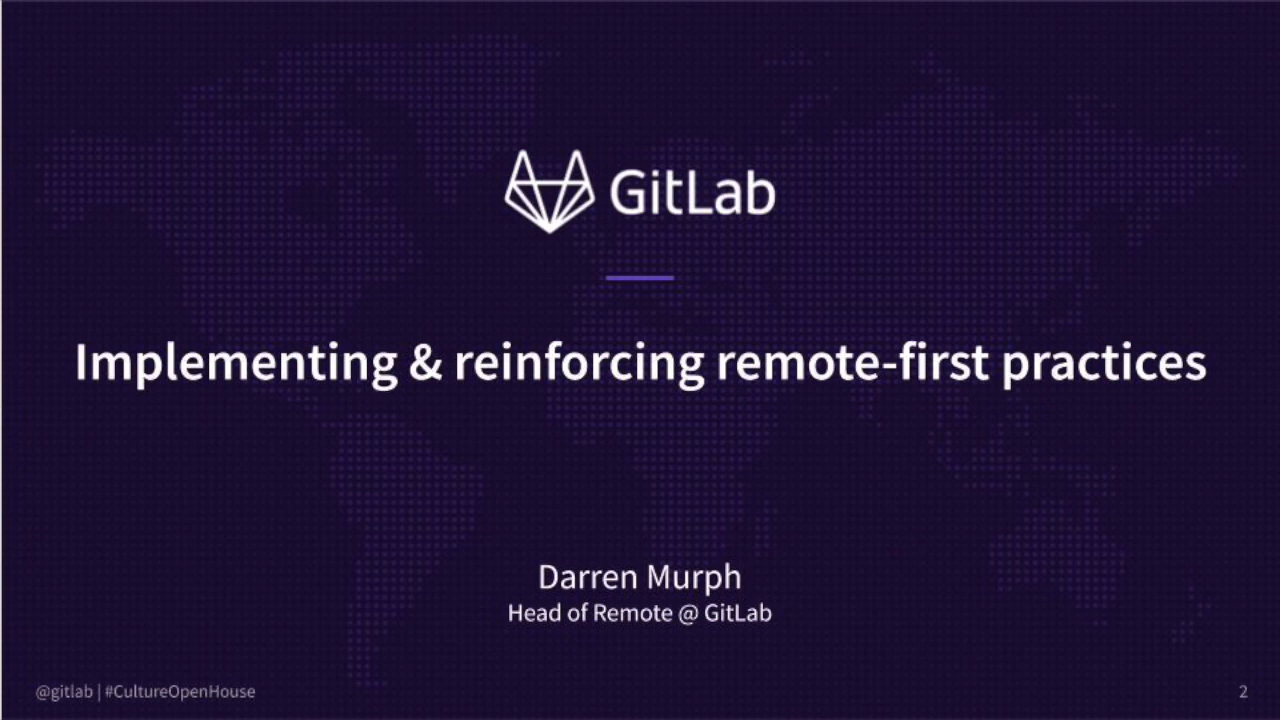 GitLab
Implementing & reinforcing remote-first practices
Darren Murph
Head of Remote @ GitLab
@gitlab | #CultureOpenHouse
2